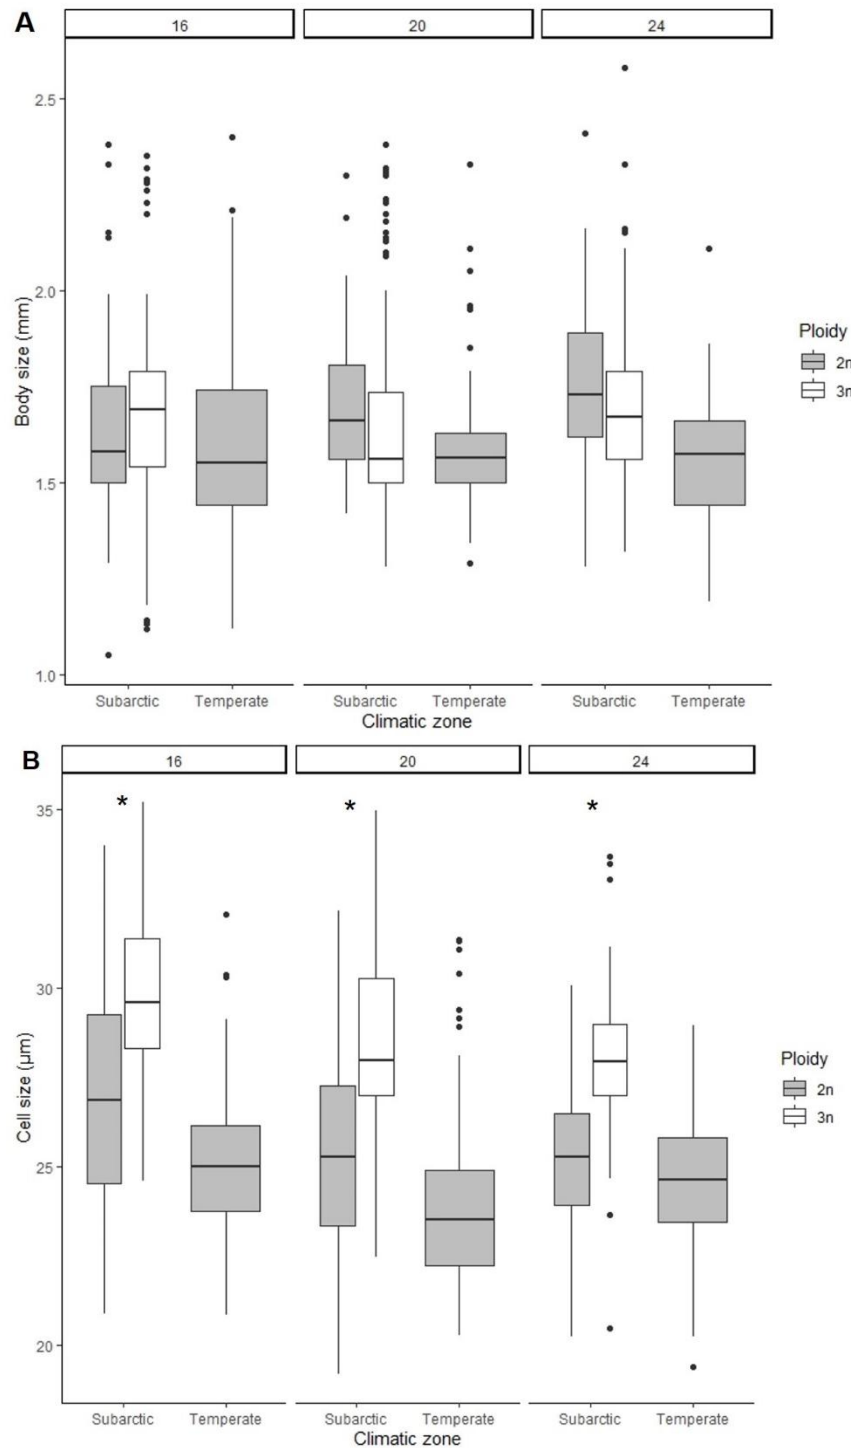 A
16 20 24
2.5
2.0
1.5
1.0
Body size (mm)
Subarctic Temperate Subarctic Temperate Subarctic Temperate
Climatic zone
Ploidy
2n
3n
B
16 20 24
* * *
35
30
25
20
Cell size (µm)
Subarctic Temperate Subarctic Temperate Subarctic Temperate
Climatic zone
Ploidy
2n
3n